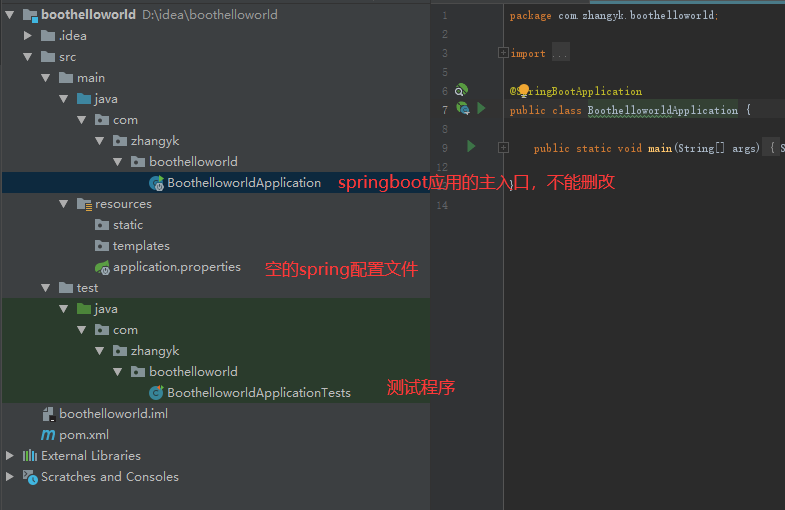 boothelloworld D:\idea\boothelloworld
.idea
src
main
java
com
zhangyk
boothelloworld
BoothelloworldApplication springboot应用的主入口，不能删改
resources
static
templates
application.properties 空的spring配置文件
test
java
com
zhangyk
boothelloworld
BoothelloworldApplicationTests 测试程序
boothelloworld.iml
pom.xml
External Libraries
Scratches and Consoles
1 package com.zhangyk.boothelloworld;
2
3 import ...
5
6 @SpringBootApplication
7 public class BoothelloworldApplication {
8
9 public static void main(String[] args) { S
12
}
14